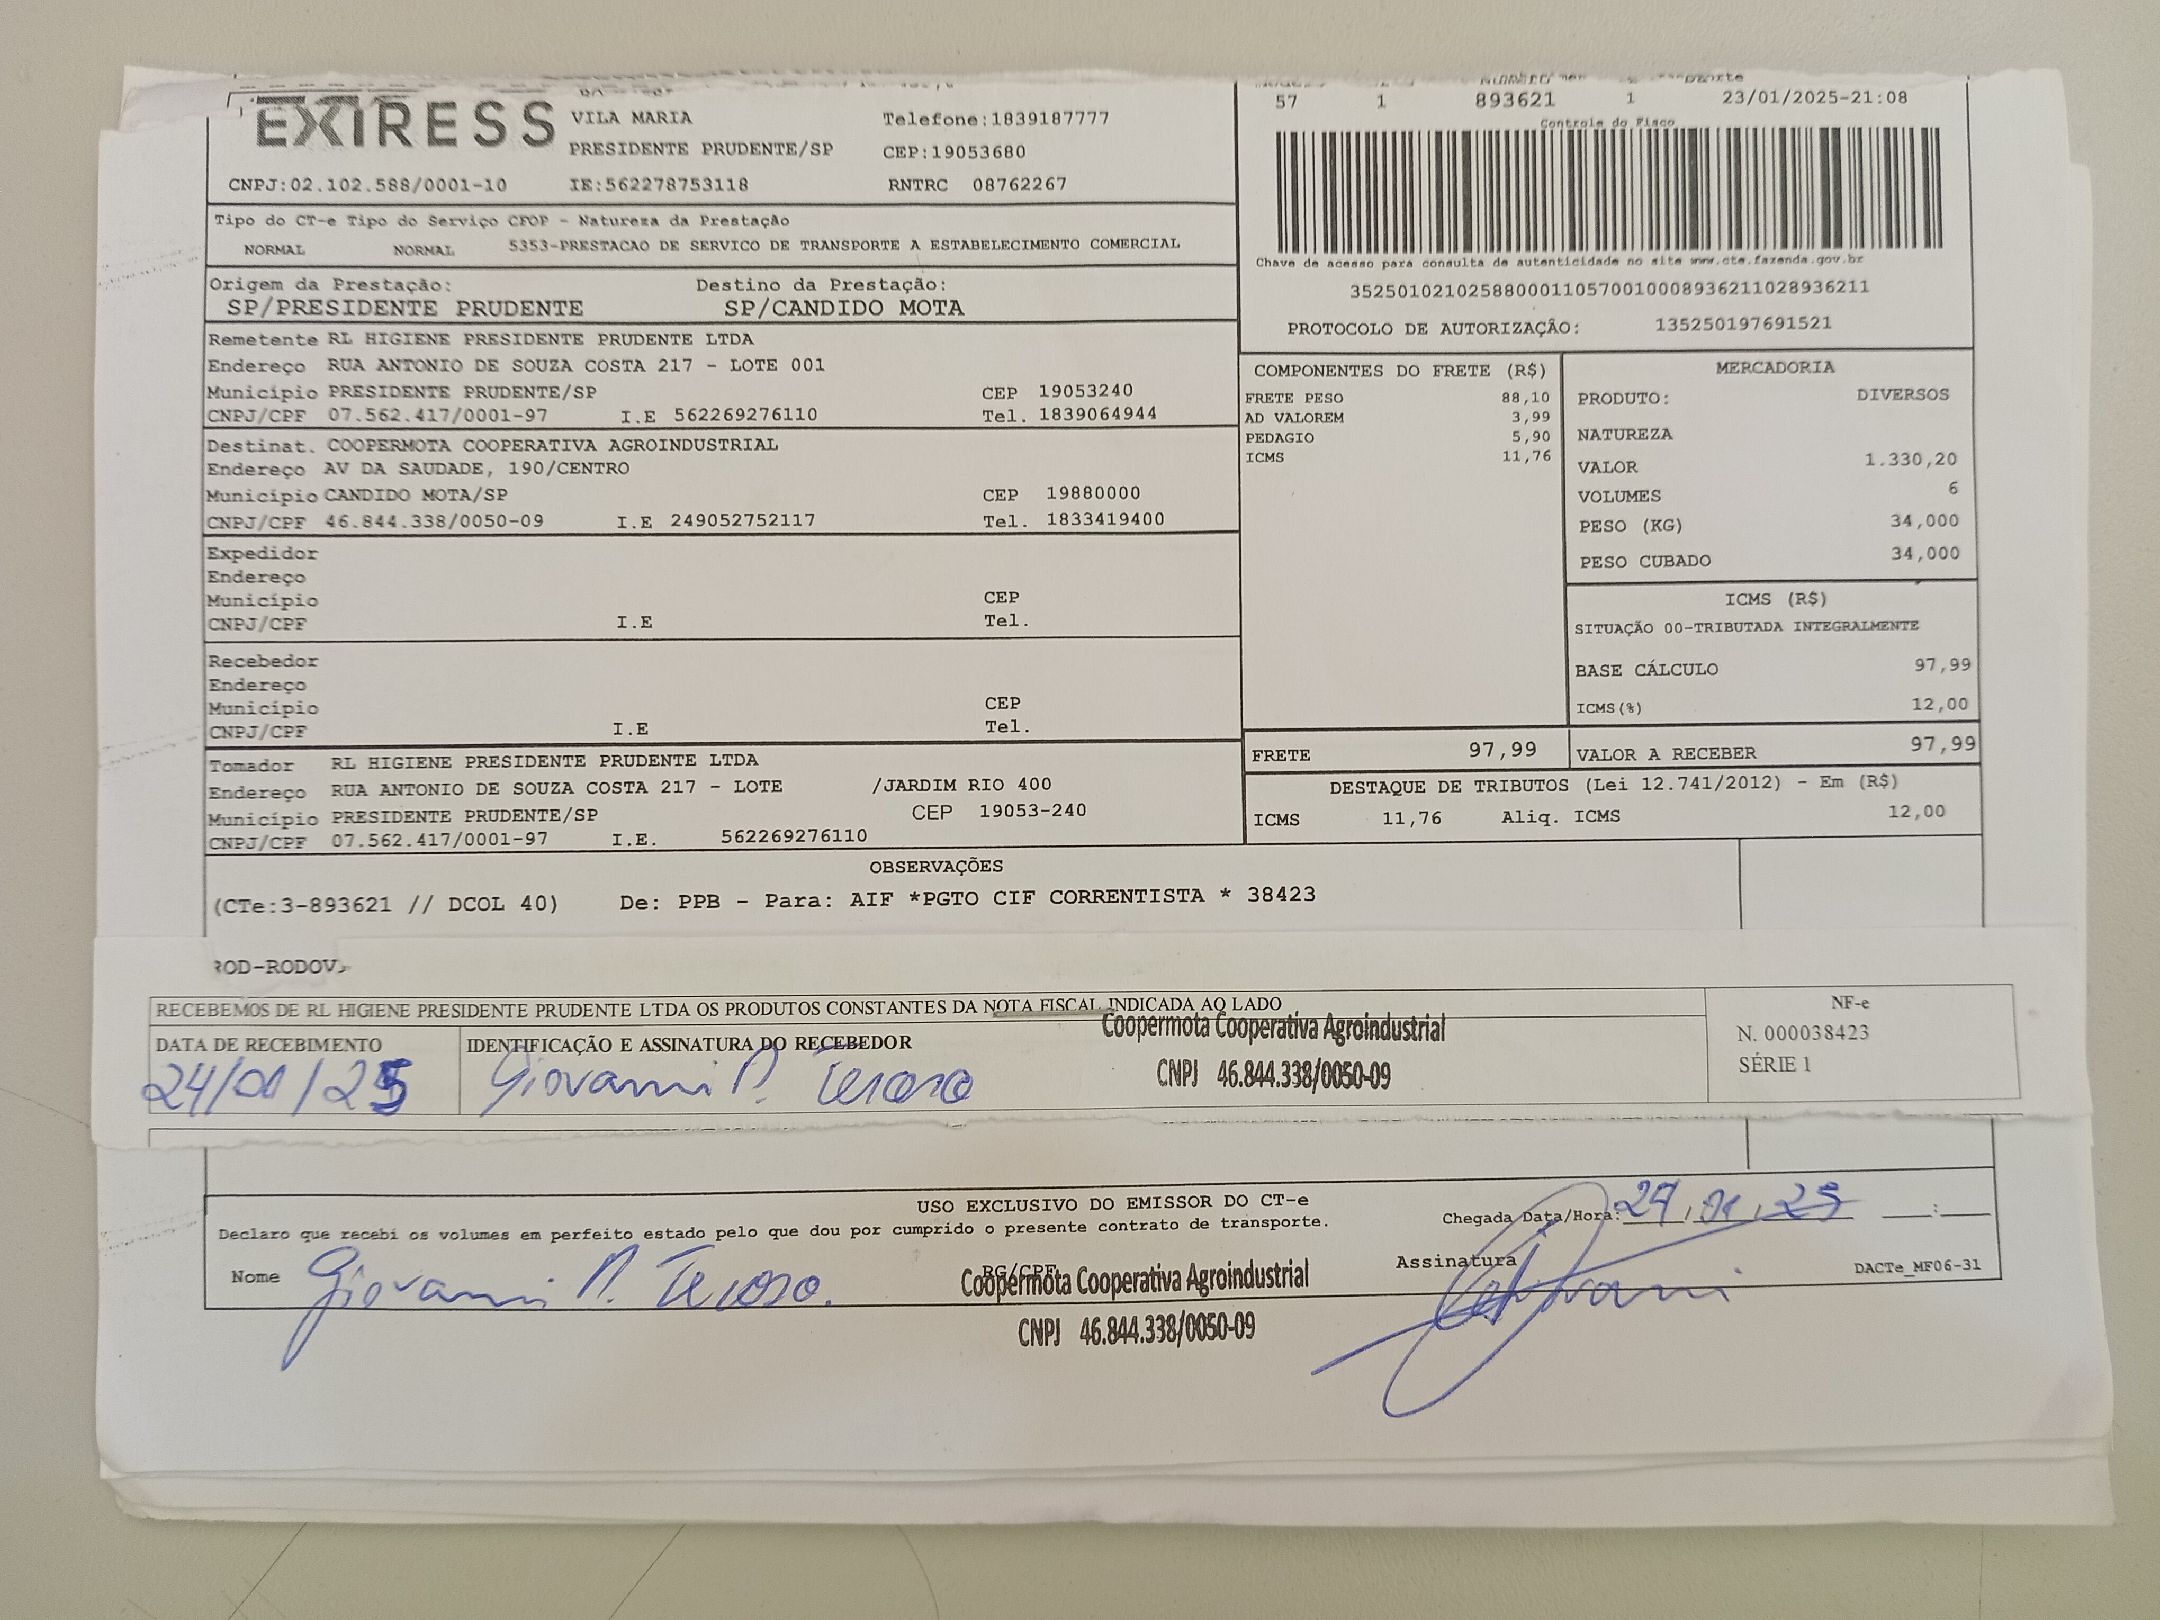 EXPRESS
VILA MARIA
Telefone:1839187777
PRESIDENTE PRUDENTE/SP
CEP:19053680
CNPJ:02.102.588/0001-10 IE:562278753118 RNTRC 08762267
57 1 893621 1 23/01/2025-21:08
Controle do Fisco
Chave de acesso para consulta de autenticidade no site www.cte.fazenda.gov.br
35250102102588000110570010008936211028936211
PROTOCOLO DE AUTORIZAÇÃO: 135250197691521
Tipo do CT-e Tipo do Serviço CFOP - Natureza da Prestação
NORMAL NORMAL 5353-PRESTACAO DE SERVICO DE TRANSPORTE A ESTABELECIMENTO COMERCIAL
Origem da Prestação: Destino da Prestação:
SP/PRESIDENTE PRUDENTE SP/CANDIDO MOTA
Remetente RL HIGIENE PRESIDENTE PRUDENTE LTDA
Endereço RUA ANTONIO DE SOUZA COSTA 217 - LOTE 001
Município PRESIDENTE PRUDENTE/SP CEP 19053240
CNPJ/CPF 07.562.417/0001-97 I.E 562269276110 Tel. 1839064944
Destinat. COOPERMOTA COOPERATIVA AGROINDUSTRIAL
Endereço AV DA SAUDADE, 190/CENTRO
Município CANDIDO MOTA/SP CEP 19880000
CNPJ/CPF 46.844.338/0050-09 I.E 249052752117 Tel. 1833419400
Expedidor
Endereço
Município CEP
CNPJ/CPF I.E Tel.
Recebedor
Endereço
Município CEP
CNPJ/CPF I.E Tel.
Tomador RL HIGIENE PRESIDENTE PRUDENTE LTDA
Endereço RUA ANTONIO DE SOUZA COSTA 217 - LOTE /JARDIM RIO 400
Município PRESIDENTE PRUDENTE/SP CEP 19053-240
CNPJ/CPF 07.562.417/0001-97 I.E. 562269276110
COMPONENTES DO FRETE (R$)
FRETE PESO 88,10
AD VALOREM 3,99
PEDAGIO 5,90
ICMS 11,76
MERCADORIA
PRODUTO: DIVERSOS
NATUREZA
VALOR 1.330,20
VOLUMES 6
PESO (KG) 34,000
PESO CUBADO 34,000
ICMS (R$)
SITUAÇÃO 00-TRIBUTADA INTEGRALMENTE
BASE CÁLCULO 97,99
ICMS(%) 12,00
FRETE 97,99 VALOR A RECEBER 97,99
DESTAQUE DE TRIBUTOS (Lei 12.741/2012) - Em (R$)
ICMS 11,76 Aliq. ICMS 12,00
OBSERVAÇÕES
(CTe:3-893621 // DCOL 40) De: PPB - Para: AIF *PGTO CIF CORRENTISTA * 38423
ROD-RODOV
RECEBEMOS DE RL HIGIENE PRESIDENTE PRUDENTE LTDA OS PRODUTOS CONSTANTES DA NOTA FISCAL INDICADA AO LADO
NF-e
N. 000038423
SÉRIE 1
DATA DE RECEBIMENTO IDENTIFICAÇÃO E ASSINATURA DO RECEBEDOR
24/01/25 Giovanni P.
Coopermota Cooperativa Agroindustrial
CNPJ 46.844.338/0050-09
USO EXCLUSIVO DO EMISSOR DO CT-e
Declaro que recebi os volumes em perfeito estado pelo que dou por cumprido o presente contrato de transporte.
Chegada Data/Hora: 24, 01, 25 :
Nome Giovanni P. RG/CPF Assinatura
DACTe_MF06-31
Coopermota Cooperativa Agroindustrial
CNPJ 46.844.338/0050-09